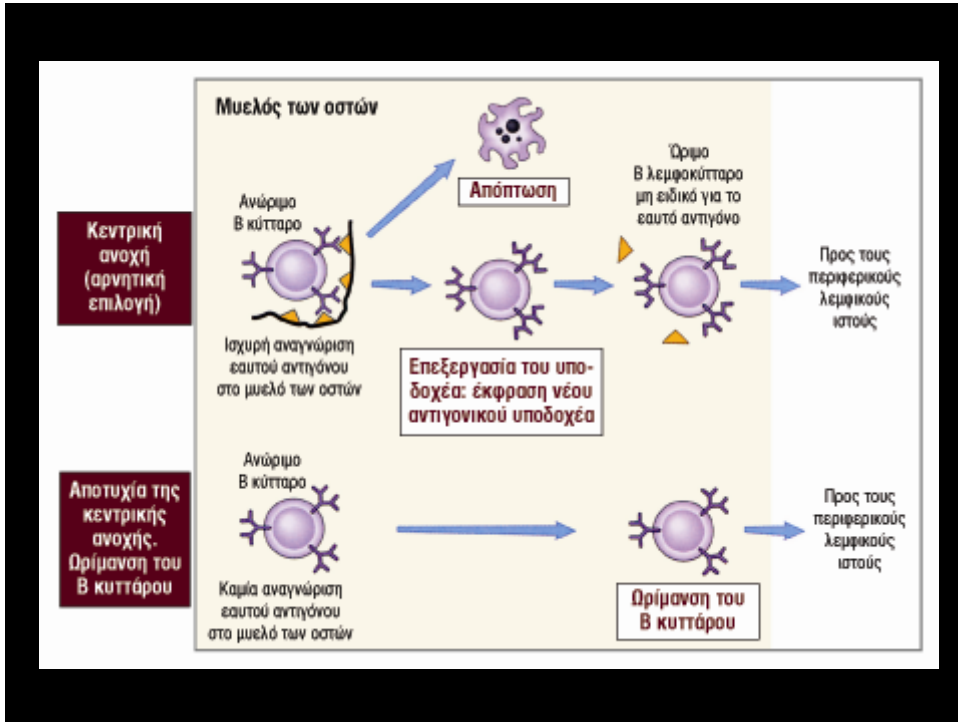 Μυελός των οστών
Απόπτωση
Ώριμο
Β λεμφοκύτταρο
μη ειδικό για το
εαυτό αντιγόνο
Ανώριμο
Β κύτταρο
Κεντρική
ανοχή
(αρνητική
επιλογή)
Προς τους
περιφερικούς
λεμφικούς
ιστούς
Ισχυρή αναγνώριση
εαυτού αντιγόνου
στο μυελό των οστών
Επεξεργασία του υπο-
δοχέα: έκφραση νέου
αντιγονικού υποδοχέα
Ανώριμο
Β κύτταρο
Αποτυχία της
κεντρικής
ανοχής.
Ωρίμανση του
Β κυττάρου
Προς τους
περιφερικούς
λεμφικούς
ιστούς
Καμία αναγνώριση
εαυτού αντιγόνου
στο μυελό των οστών
Ωρίμανση του
Β κυττάρου